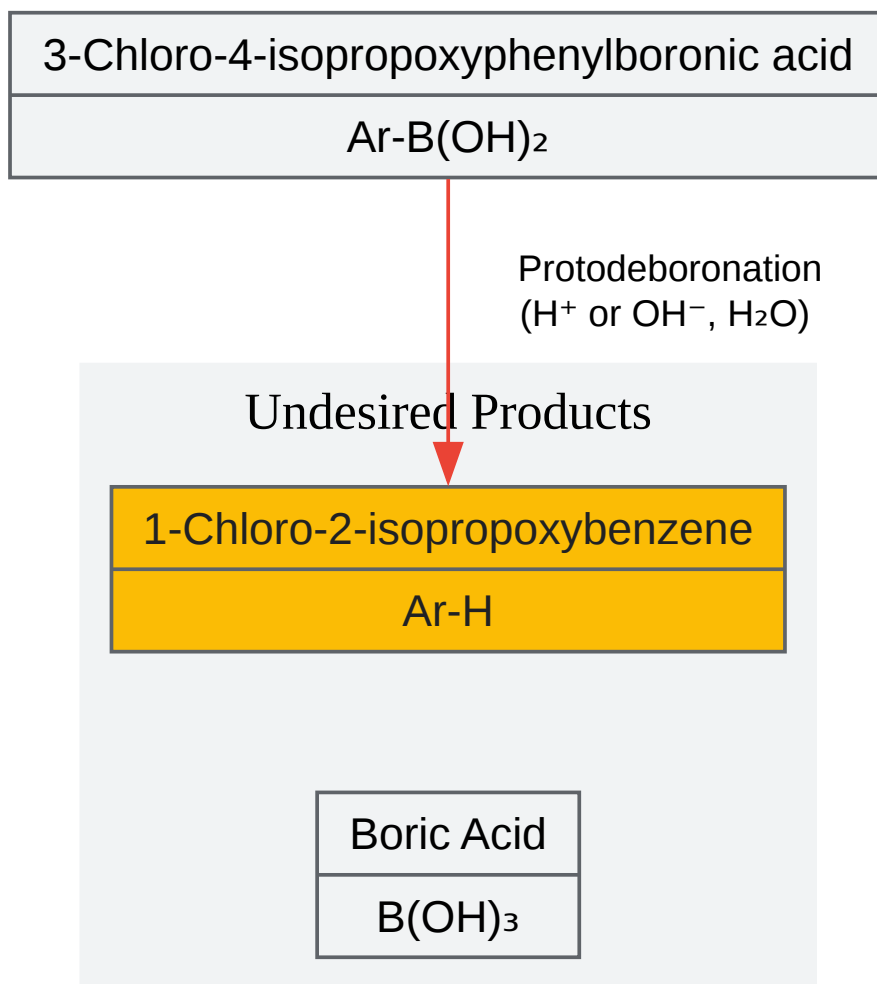 3-Chloro-4-isopropoxyphenylboronic acid
Ar-B(OH)₂
Protodeboronation
(H⁺ or OH⁻, H₂O)
Undesired Products
1-Chloro-2-isopropoxybenzene
Ar-H
Boric Acid
B(OH)₃